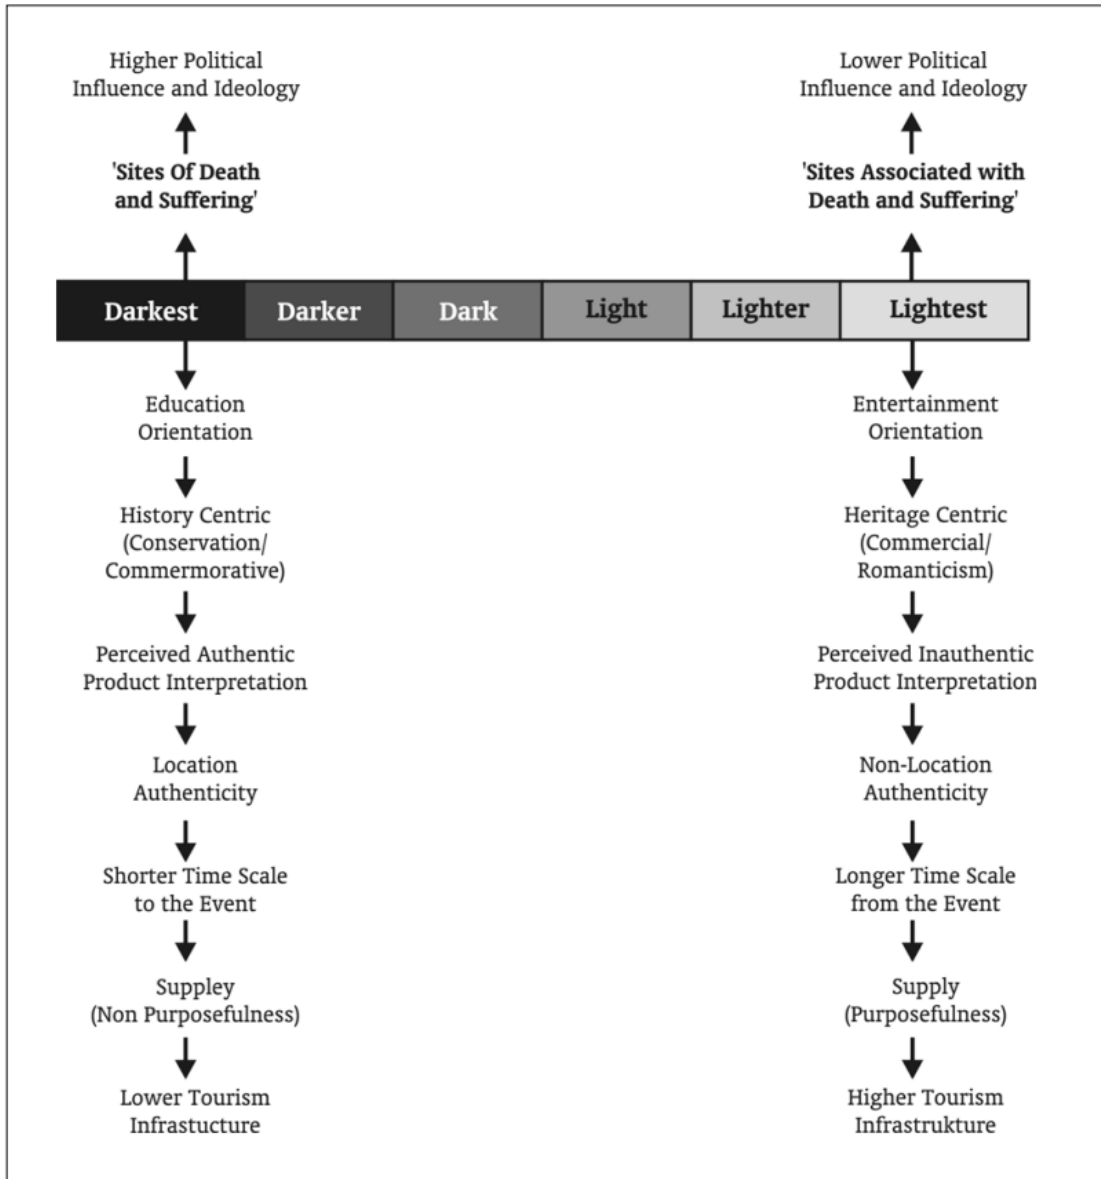 Higher Political
Influence and Ideology
Lower Political
Influence and Ideology
'Sites Of Death
and Suffering'
'Sites Associated with
Death and Suffering'
Darkest Darker Dark Light Lighter Lightest
Education
Orientation
History Centric
(Conservation/
Commermorative)
Perceived Authentic
Product Interpretation
Location
Authenticity
Shorter Time Scale
to the Event
Suppley
(Non Purposefulness)
Lower Tourism
Infrastucture
Entertainment
Orientation
Heritage Centric
(Commercial/
Romanticism)
Perceived Inauthentic
Product Interpretation
Non-Location
Authenticity
Longer Time Scale
from the Event
Supply
(Purposefulness)
Higher Tourism
Infrastrukture